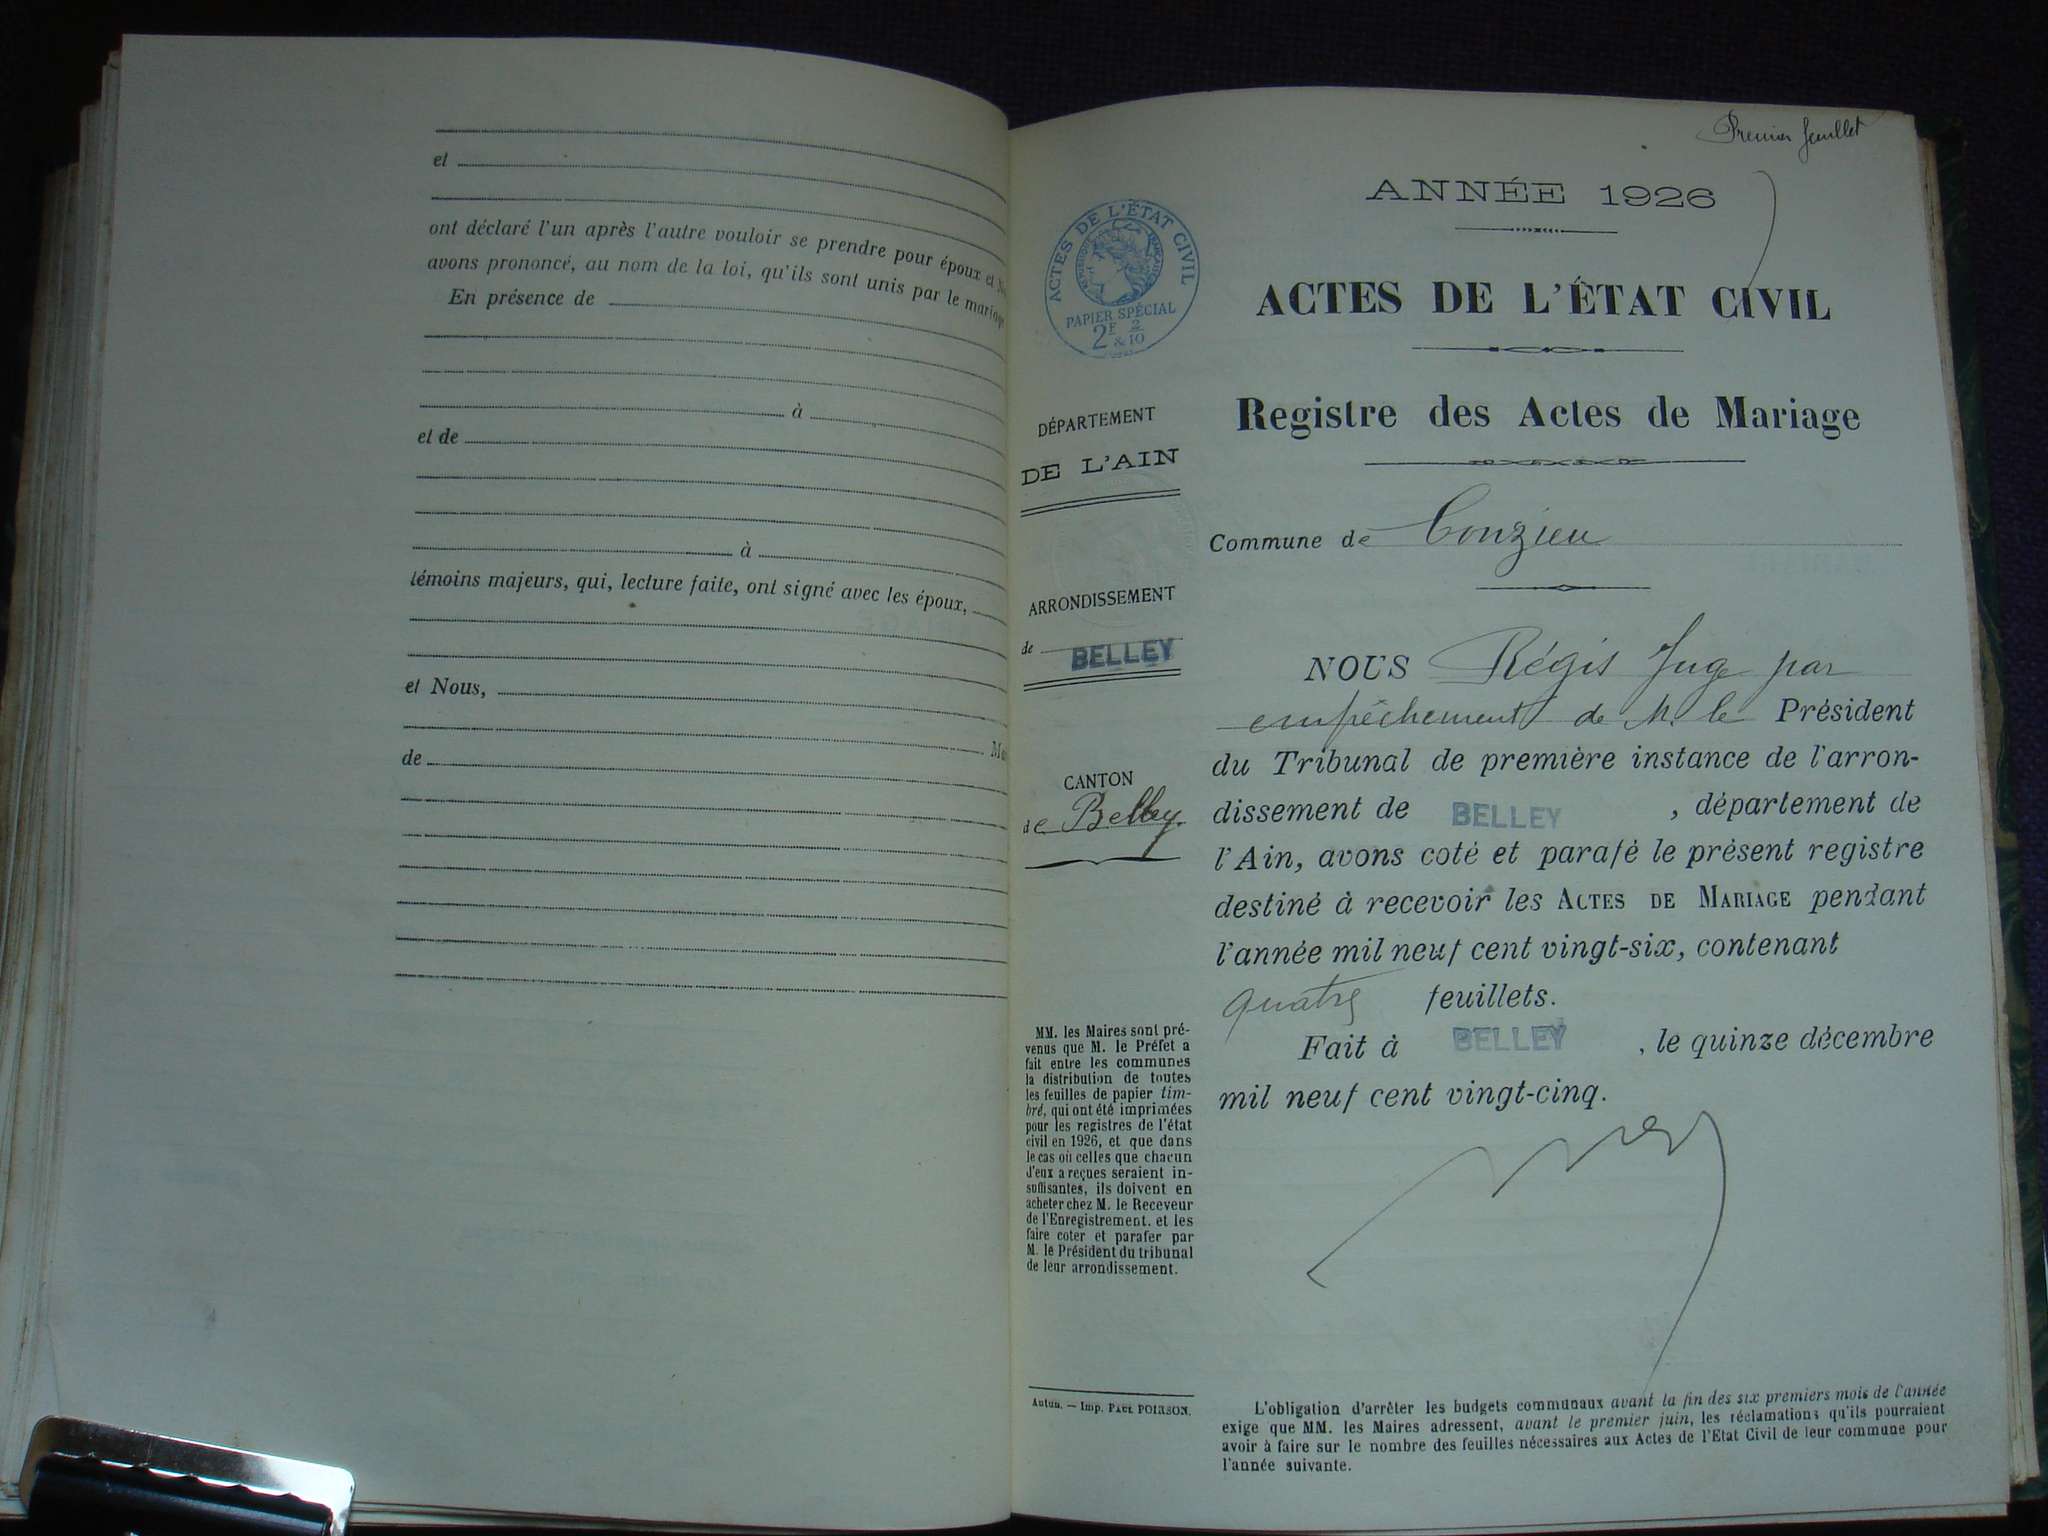 et
ont déclaré l'un après l'autre vouloir se prendre pour époux et
avons prononcé, au nom de la loi, qu'ils sont unis par le mariage
En présence de
à
et de
à
témoins majeurs, qui, lecture faite, ont signé avec les époux,
et Nous,
de
Premier feuillet
ANNÉE 1926
ACTES DE L'ÉTAT CIVIL
Registre des Actes de Mariage
ACTES DE L'ÉTAT CIVIL
RÉPUBLIQUE FRANÇAISE
PAPIER SPÉCIAL
2F & 2/10
DÉPARTEMENT
DE L'AIN
ARRONDISSEMENT
de BELLEY
CANTON
de Belley
Commune de Conzieu
NOUS Régis Juge par
empêchement de M. le Président
du Tribunal de première instance de l'arron-
dissement de BELLEY, département de
l'Ain, avons coté et parafé le présent registre
destiné à recevoir les ACTES DE MARIAGE pendant
l'année mil neuf cent vingt-six, contenant
quatre feuillets.
Fait à BELLEY, le quinze décembre
mil neuf cent vingt-cinq.
MM. les Maires sont pré-
venus que M. le Préfet a
fait entre les communes
la distribution de toutes
les feuilles de papier tim-
bré, qui ont été imprimées
pour les registres de l'état
civil en 1926, et que dans
le cas où celles que chacun
d'eux a reçues seraient in-
suffisantes, ils doivent en
acheter chez M. le Receveur
de l'Enregistrement. et les
faire coter et parafer par
M. le Président du tribunal
de leur arrondissement.
Autun. — Imp. PAUL POIRSON.
L'obligation d'arrêter les budgets communaux avant la fin des six premiers mois de l'année
exige que MM. les Maires adressent, avant le premier juin, les réclamations qu'ils pourraient
avoir à faire sur le nombre des feuilles nécessaires aux Actes de l'Etat Civil de leur commune pour
l'année suivante.